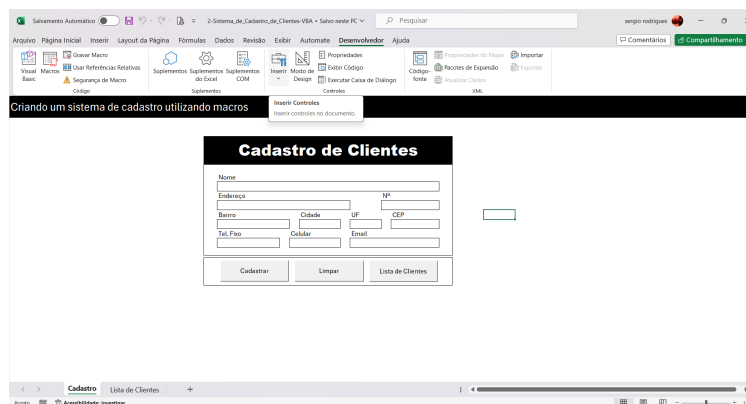 Salvamento Automático 2-Sistema_de_Cadastro_de_Clientes-VBA • Salvo neste PC Pesquisar sergio rodrigues
Arquivo Página Inicial Inserir Layout da Página Fórmulas Dados Revisão Exibir Automate Desenvolvedor Ajuda Comentários Compartilhamento
Visual Basic
Macros
Gravar Macro
Usar Referências Relativas
Segurança de Macro
Código
Suplementos
Suplementos do Excel
Suplementos COM
Suplementos
Inserir
Modo de Design
Propriedades
Exibir Código
Executar Caixa de Diálogo
Controles
Código-fonte
Propriedades do Mapa
Pacotes de Expansão
Atualizar Dados
Importar
Exportar
XML
Inserir Controles
Inserir controles no documento.
Criando um sistema de cadastro utilizando macros
Cadastro de Clientes
Nome
Endereço Nº
Bairro Cidade UF CEP
Tel. Fixo Celular Email
Cadastrar Limpar Lista de Clientes
Cadastro Lista de Clientes
Pronto Acessibilidade: investigar